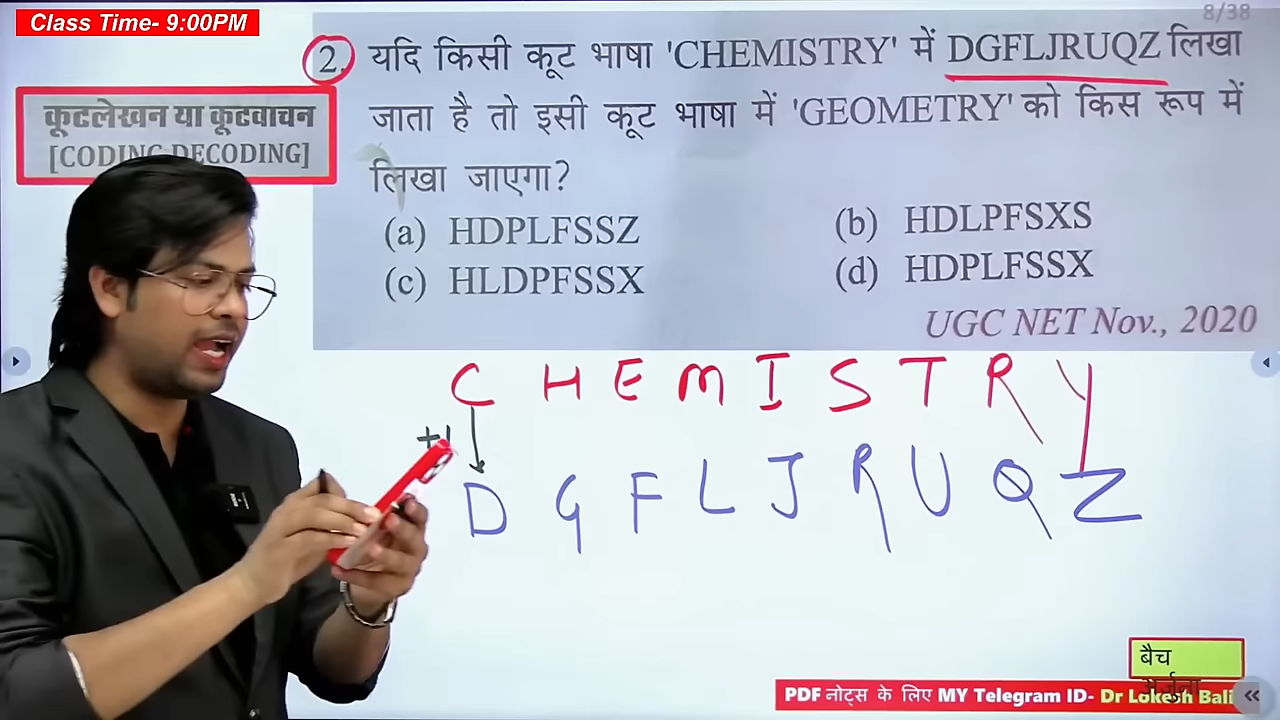 Class Time- 9:00PM
8/38
2. यदि किसी कूट भाषा 'CHEMISTRY' में DGFLJRUQZ लिखा
जाता है तो इसी कूट भाषा में 'GEOMETRY' को किस रूप में
लिखा जाएगा?
(a) HDPLFSSZ
(b) HDLPFSXS
(c) HLDPFSSX
(d) HDPLFSSX
UGC NET Nov., 2020
कूटलेखन या कूटवाचन
[CODING DECODING]
C H E M I S T R Y
+1
D G F L J R U Q Z
बैच
अर्जुन
PDF नोट्स के लिए MY Telegram ID- Dr Lokesh Bali